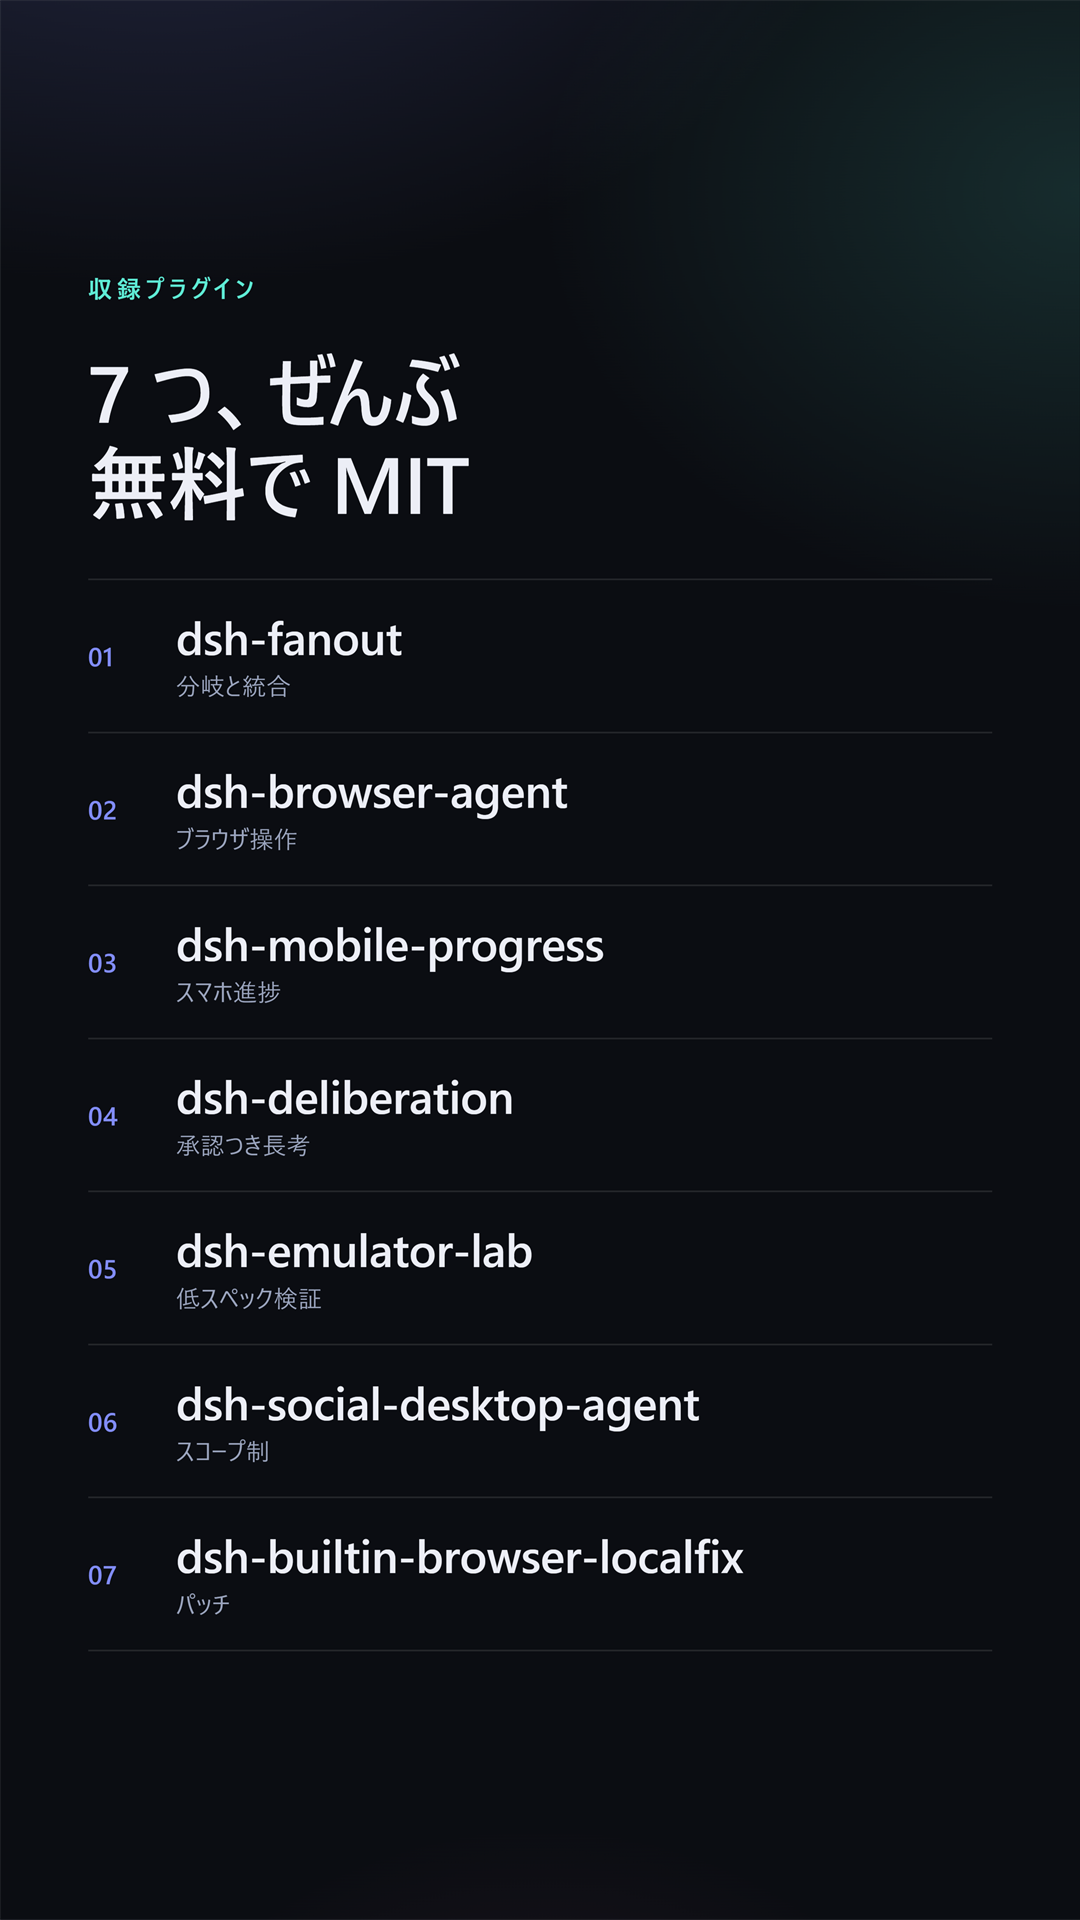 収録プラグイン
7 つ、ぜんぶ
無料で MIT
01
dsh-fanout
分岐と統合
02
dsh-browser-agent
ブラウザ操作
03
dsh-mobile-progress
スマホ進捗
04
dsh-deliberation
承認つき長考
05
dsh-emulator-lab
低スペック検証
06
dsh-social-desktop-agent
スコープ制
07
dsh-builtin-browser-localfix
パッチ